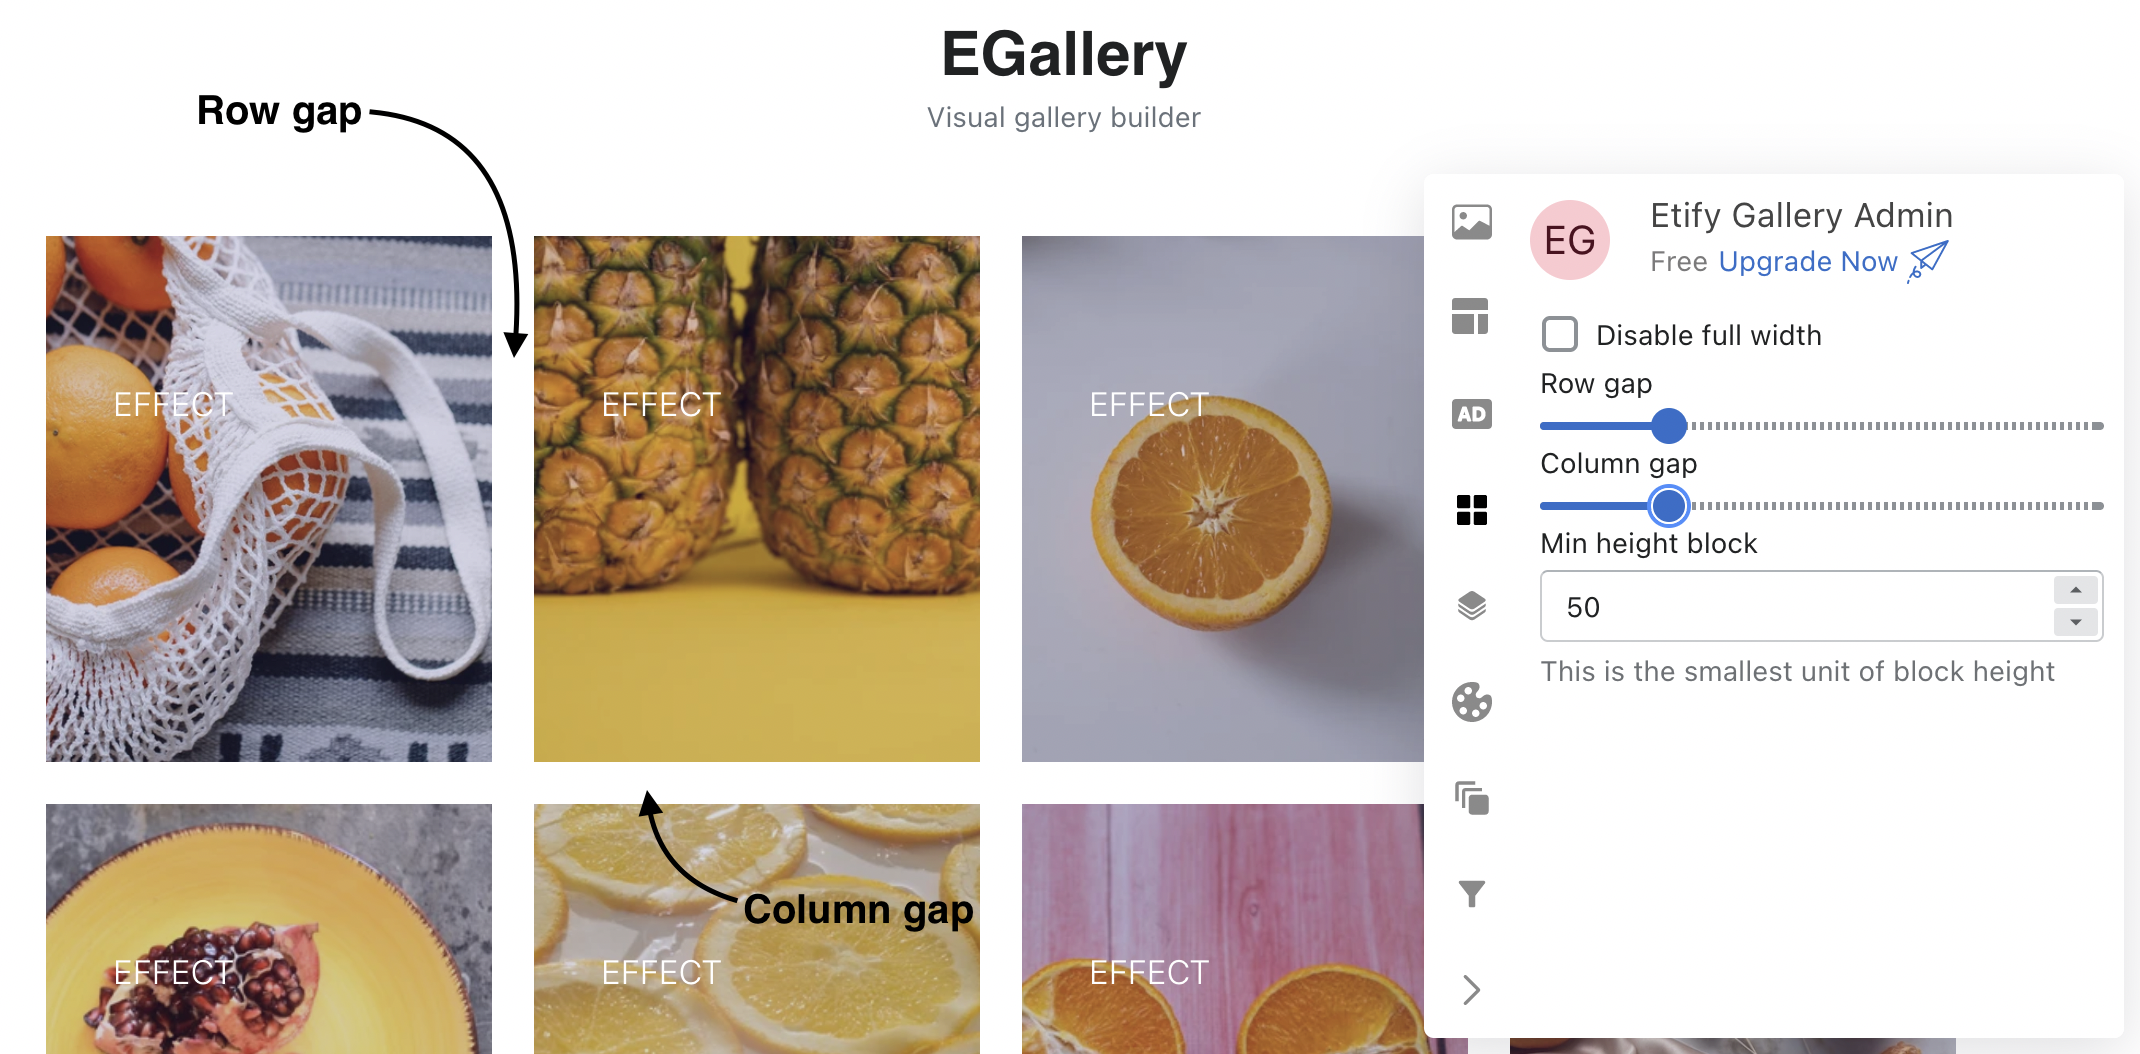 EGallery
Visual gallery builder
Row gap
EFFECT
EFFECT
EFFECT
Column gap
EFFECT
EFFECT
EFFECT
EG
Etify Gallery Admin
Free Upgrade Now
AD
Disable full width
Row gap
Column gap
Min height block
50
This is the smallest unit of block height